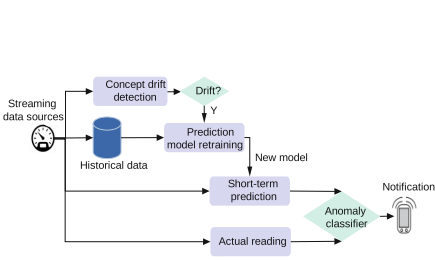 Concept drift
detection
Drift?
Streaming
data sources
Y
Prediction
model retraining
Historical data
New model
Short-term
prediction
Notification
Anomaly
classifier
Actual reading